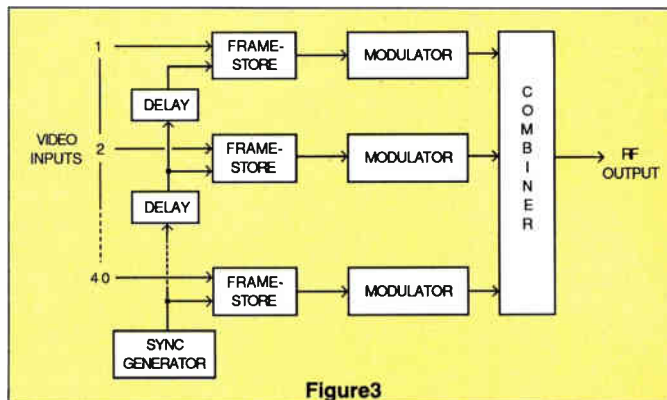 1
FRAME-
STORE
MODULATOR
DELAY
VIDEO
INPUTS
2
FRAME-
STORE
MODULATOR
COMBINER
RF
OUTPUT
DELAY
40
FRAME-
STORE
MODULATOR
SYNC
GENERATOR
Figure3